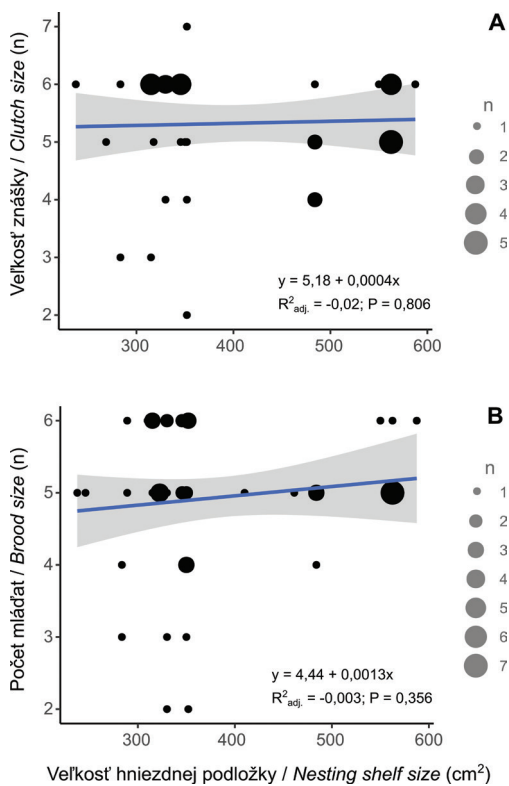 A
Veľkosť znášky / Clutch size (n)
7
6
5
4
3
2
n
1
2
3
4
5
y = 5,18 + 0,0004x
R²adj. = -0,02; P = 0,806
300 400 500 600
B
Počet mláďat / Brood size (n)
6
5
4
3
2
n
1
2
3
4
5
6
7
y = 4,44 + 0,0013x
R²adj. = -0,003; P = 0,356
300 400 500 600
Veľkosť hniezdnej podložky / Nesting shelf size (cm²)